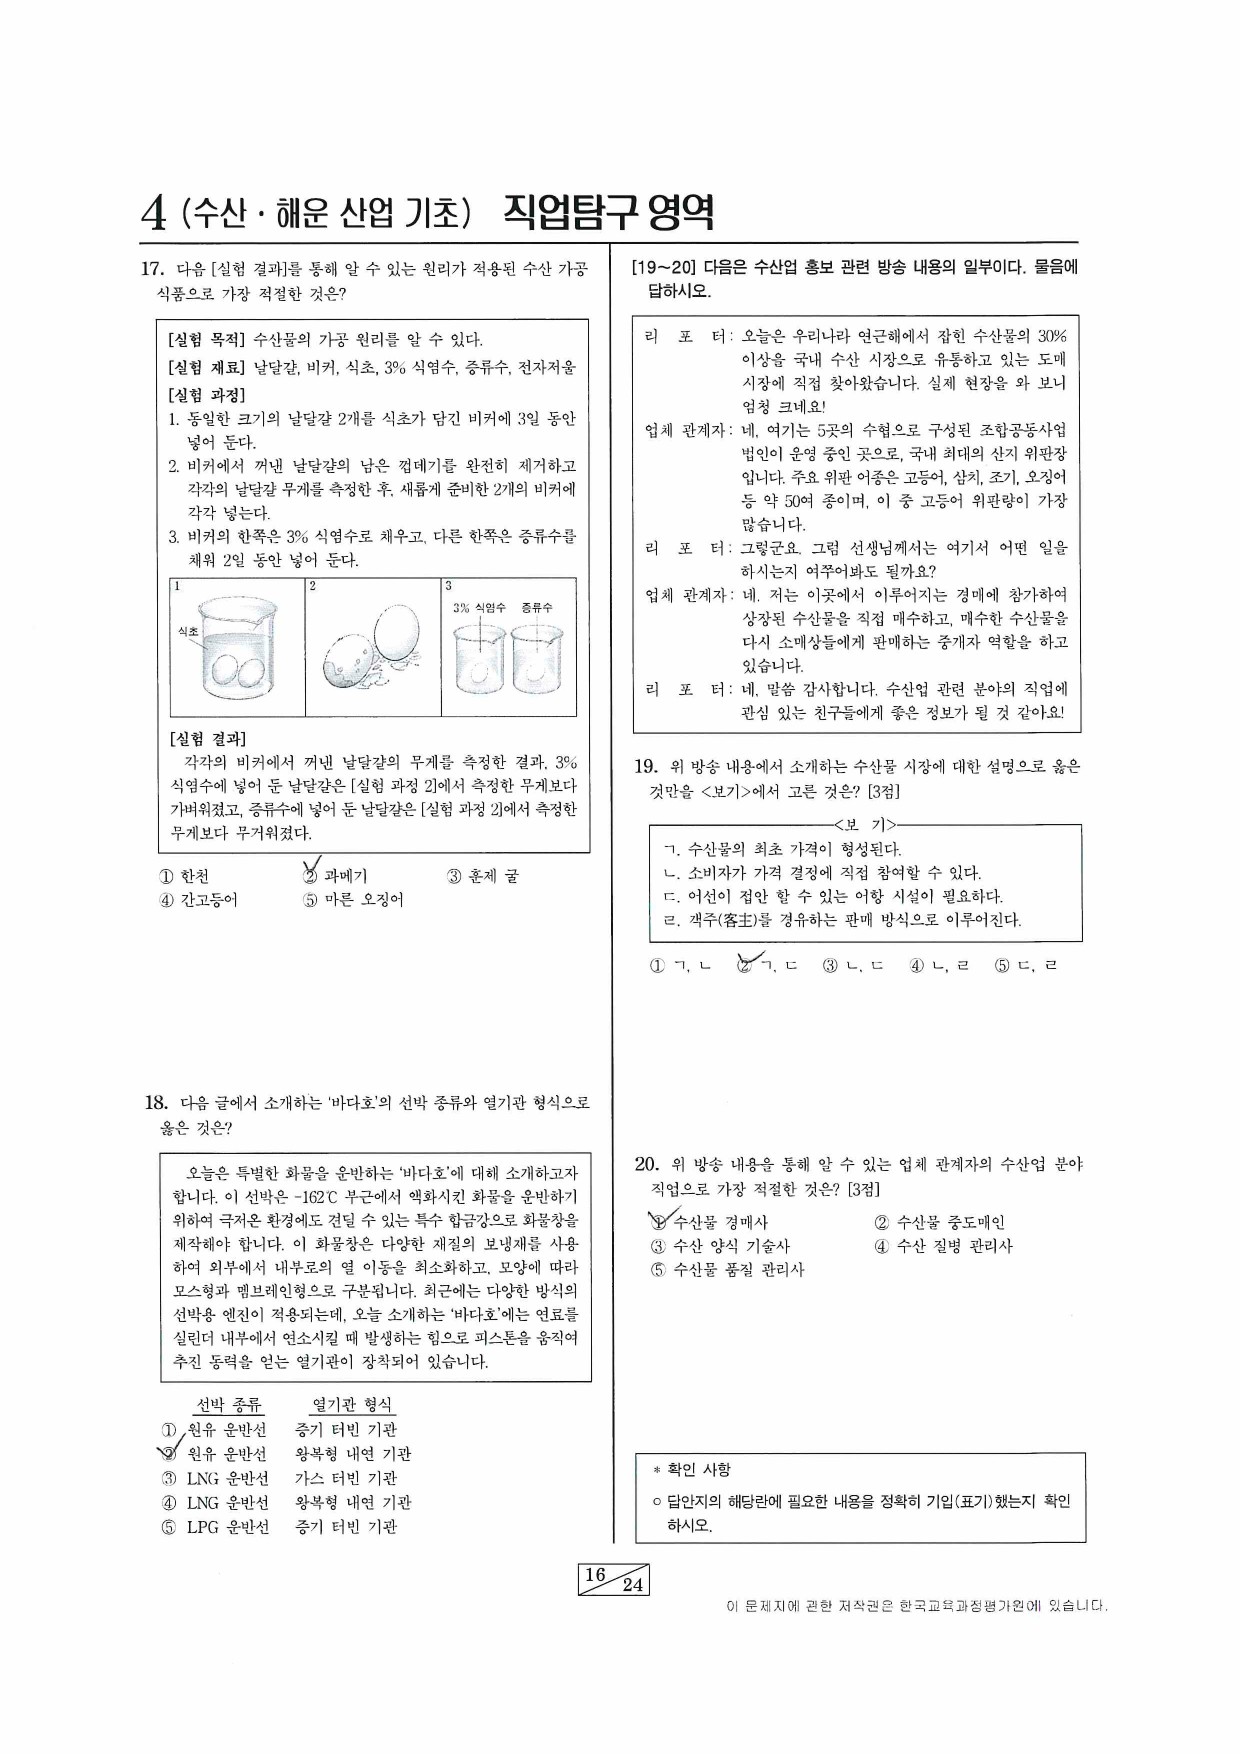 4 (수산·해운 산업 기초) 직업탐구 영역
17. 다음 [실험 결과]를 통해 알 수 있는 원리가 적용된 수산 가공
식품으로 가장 적절한 것은?
[실험 목적] 수산물의 가공 원리를 알 수 있다.
[실험 재료] 날달걀, 비커, 식초, 3% 식염수, 증류수, 전자저울
[실험 과정]
1. 동일한 크기의 날달걀 2개를 식초가 담긴 비커에 3일 동안
넣어 둔다.
2. 비커에서 꺼낸 날달걀의 남은 껍데기를 완전히 제거하고
각각의 날달걀 무게를 측정한 후, 새롭게 준비한 2개의 비커에
각각 넣는다.
3. 비커의 한쪽은 3% 식염수로 채우고, 다른 한쪽은 증류수를
채워 2일 동안 넣어 둔다.
1 2 3
식초
3% 식염수 증류수
[실험 결과]
각각의 비커에서 꺼낸 날달걀의 무게를 측정한 결과, 3%
식염수에 넣어 둔 날달걀은 [실험 과정 2]에서 측정한 무게보다
가벼워졌고, 증류수에 넣어 둔 날달걀은 [실험 과정 2]에서 측정한
무게보다 무거워졌다.
① 한천 ② 과메기 ③ 훈제 굴
④ 간고등어 ⑤ 마른 오징어
18. 다음 글에서 소개하는 '바다호'의 선박 종류와 열기관 형식으로
옳은 것은?
오늘은 특별한 화물을 운반하는 '바다호'에 대해 소개하고자
합니다. 이 선박은 -162℃ 부근에서 액화시킨 화물을 운반하기
위하여 극저온 환경에도 견딜 수 있는 특수 합금강으로 화물창을
제작해야 합니다. 이 화물창은 다양한 재질의 보냉재를 사용
하여 외부에서 내부로의 열 이동을 최소화하고, 모양에 따라
모스형과 멤브레인형으로 구분됩니다. 최근에는 다양한 방식의
선박용 엔진이 적용되는데, 오늘 소개하는 '바다호'에는 연료를
실린더 내부에서 연소시킬 때 발생하는 힘으로 피스톤을 움직여
추진 동력을 얻는 열기관이 장착되어 있습니다.
선박 종류 열기관 형식
① 원유 운반선 증기 터빈 기관
② 원유 운반선 왕복형 내연 기관
③ LNG 운반선 가스 터빈 기관
④ LNG 운반선 왕복형 내연 기관
⑤ LPG 운반선 증기 터빈 기관
[19~20] 다음은 수산업 홍보 관련 방송 내용의 일부이다. 물음에
답하시오.
리 포 터: 오늘은 우리나라 연근해에서 잡힌 수산물의 30%
이상을 국내 수산 시장으로 유통하고 있는 도매
시장에 직접 찾아왔습니다. 실제 현장을 와 보니
엄청 크네요!
업체 관계자: 네, 여기는 5곳의 수협으로 구성된 조합공동사업
법인이 운영 중인 곳으로, 국내 최대의 산지 위판장
입니다. 주요 위판 어종은 고등어, 삼치, 조기, 오징어
등 약 50여 종이며, 이 중 고등어 위판량이 가장
많습니다.
리 포 터: 그렇군요. 그럼 선생님께서는 여기서 어떤 일을
하시는지 여쭈어봐도 될까요?
업체 관계자: 네. 저는 이곳에서 이루어지는 경매에 참가하여
상장된 수산물을 직접 매수하고, 매수한 수산물을
다시 소매상들에게 판매하는 중개자 역할을 하고
있습니다.
리 포 터: 네, 말씀 감사합니다. 수산업 관련 분야의 직업에
관심 있는 친구들에게 좋은 정보가 될 것 같아요!
19. 위 방송 내용에서 소개하는 수산물 시장에 대한 설명으로 옳은
것만을 <보기>에서 고른 것은? [3점]
<보 기>
ㄱ. 수산물의 최초 가격이 형성된다.
ㄴ. 소비자가 가격 결정에 직접 참여할 수 있다.
ㄷ. 어선이 접안 할 수 있는 어항 시설이 필요하다.
ㄹ. 객주(客主)를 경유하는 판매 방식으로 이루어진다.
① ㄱ, ㄴ ② ㄱ, ㄷ ③ ㄴ, ㄷ ④ ㄴ, ㄹ ⑤ ㄷ, ㄹ
20. 위 방송 내용을 통해 알 수 있는 업체 관계자의 수산업 분야
직업으로 가장 적절한 것은? [3점]
① 수산물 경매사 ② 수산물 중도매인
③ 수산 양식 기술사 ④ 수산 질병 관리사
⑤ 수산물 품질 관리사
* 확인 사항
○ 답안지의 해당란에 필요한 내용을 정확히 기입(표기)했는지 확인
하시오.
16 24
이 문제지에 관한 저작권은 한국교육과정평가원에 있습니다.